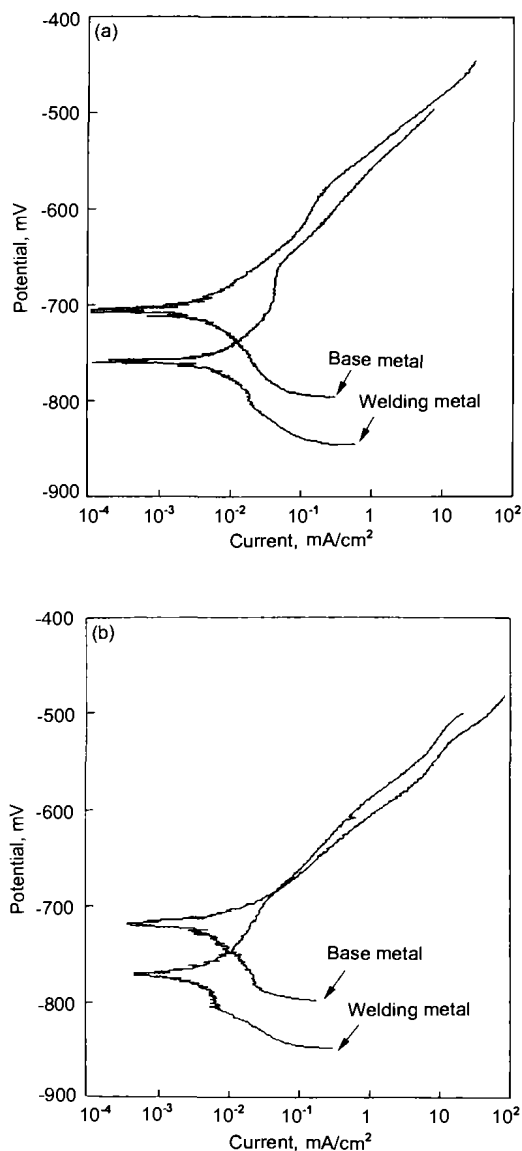 (a)
-400
-500
-600
-700
-800
-900
Potential, mV
Base metal
Welding metal
10⁻⁴ 10⁻³ 10⁻² 10⁻¹ 1 10 10²
Current, mA/cm²
(b)
-400
-500
-600
-700
-800
-900
Potential, mV
Base metal
Welding metal
10⁻⁴ 10⁻³ 10⁻² 10⁻¹ 1 10 10²
Current, mA/cm²